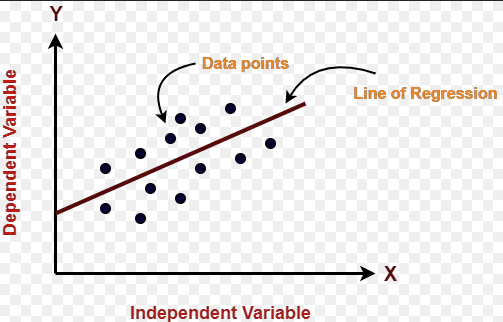 Y
Data points
Line of Regression
Dependent Variable
X
Independent Variable